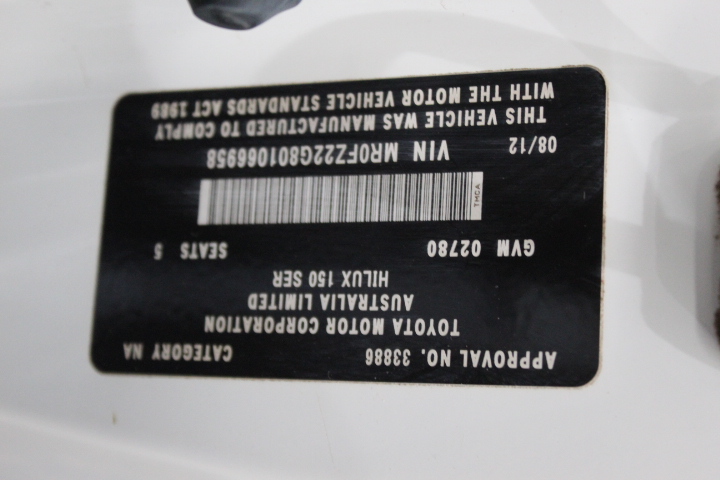 APPROVAL NO. 33886 CATEGORY NA
TOYOTA MOTOR CORPORATION
AUSTRALIA LIMITED
HILUX 150 SER
GVM 02780 SEATS 5
THCA
VIN MR0FZ22G801066958
08/12 THIS VEHICLE WAS MANUFACTURED TO COMPLY
WITH THE MOTOR VEHICLE STANDARDS ACT 1989